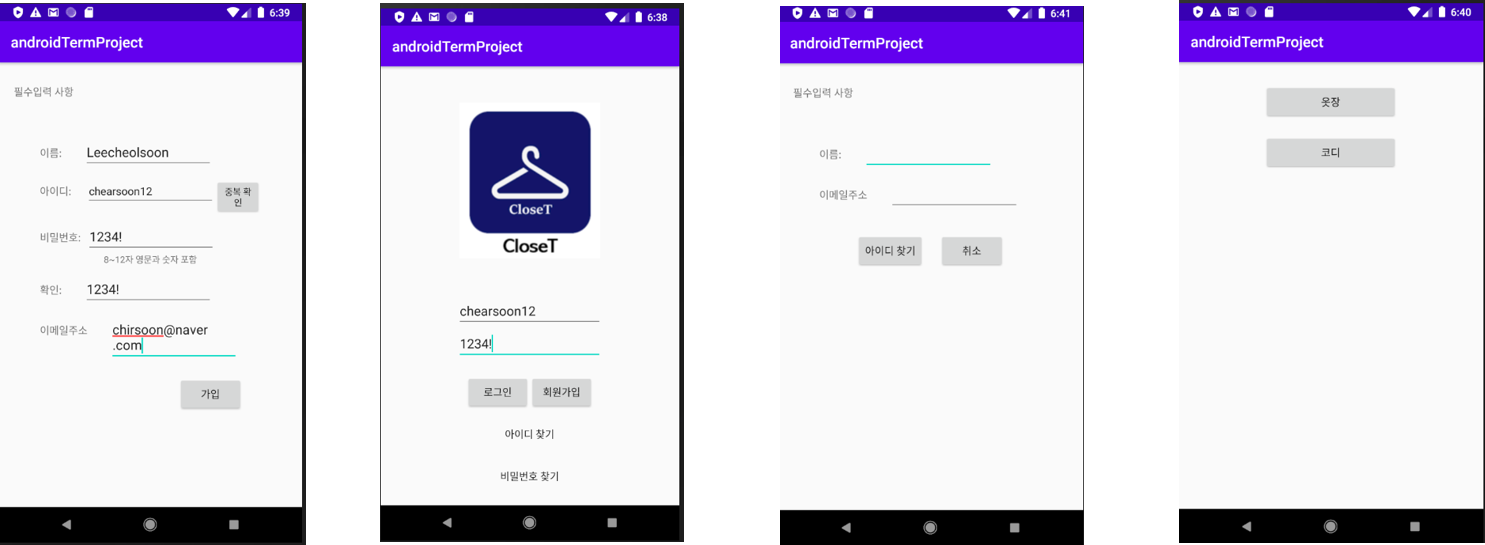 6:39
androidTermProject
필수입력 사항
이름: Leecheolsoon
아이디: chearsoon12 중복 확
인
비밀번호: 1234!
8~12자 영문과 숫자 포함
확인: 1234!
이메일주소 chirsoon@naver
.com
가입
6:38
androidTermProject
CloseT
CloseT
chearsoon12
1234!
로그인 회원가입
아이디 찾기
비밀번호 찾기
6:41
androidTermProject
필수입력 사항
이름:
이메일주소
아이디 찾기 취소
6:40
androidTermProject
옷장
코디